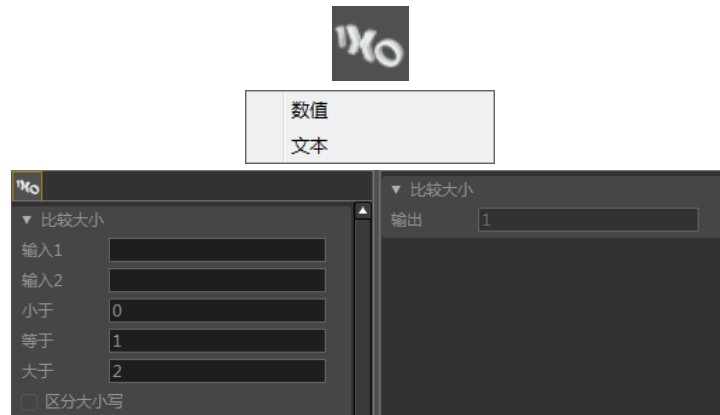 数值
文本
▼ 比较大小
输入1
输入2
小于 0
等于 1
大于 2
区分大小写
▼ 比较大小
输出 1